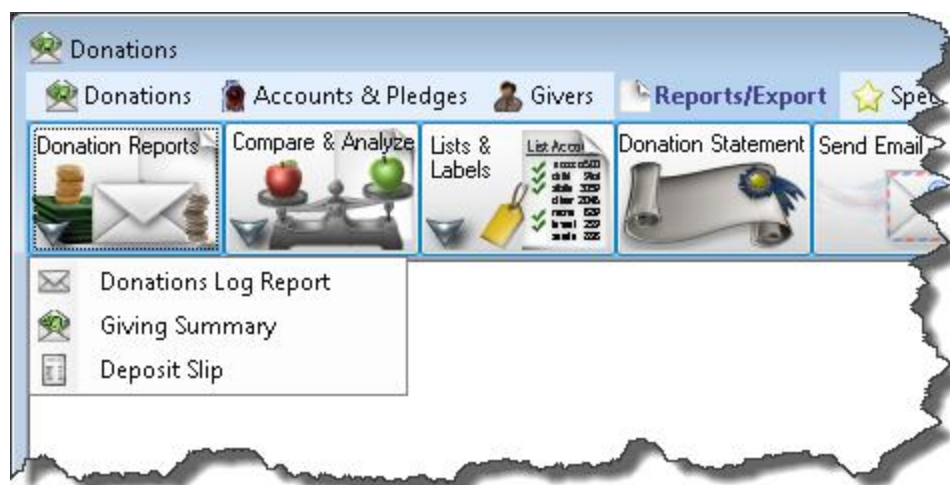 Donations
Donations Accounts & Pledges Givers Reports/Export
Donation Reports Compare & Analyze Lists & Labels Donation Statement Send Email
Donations Log Report
Giving Summary
Deposit Slip